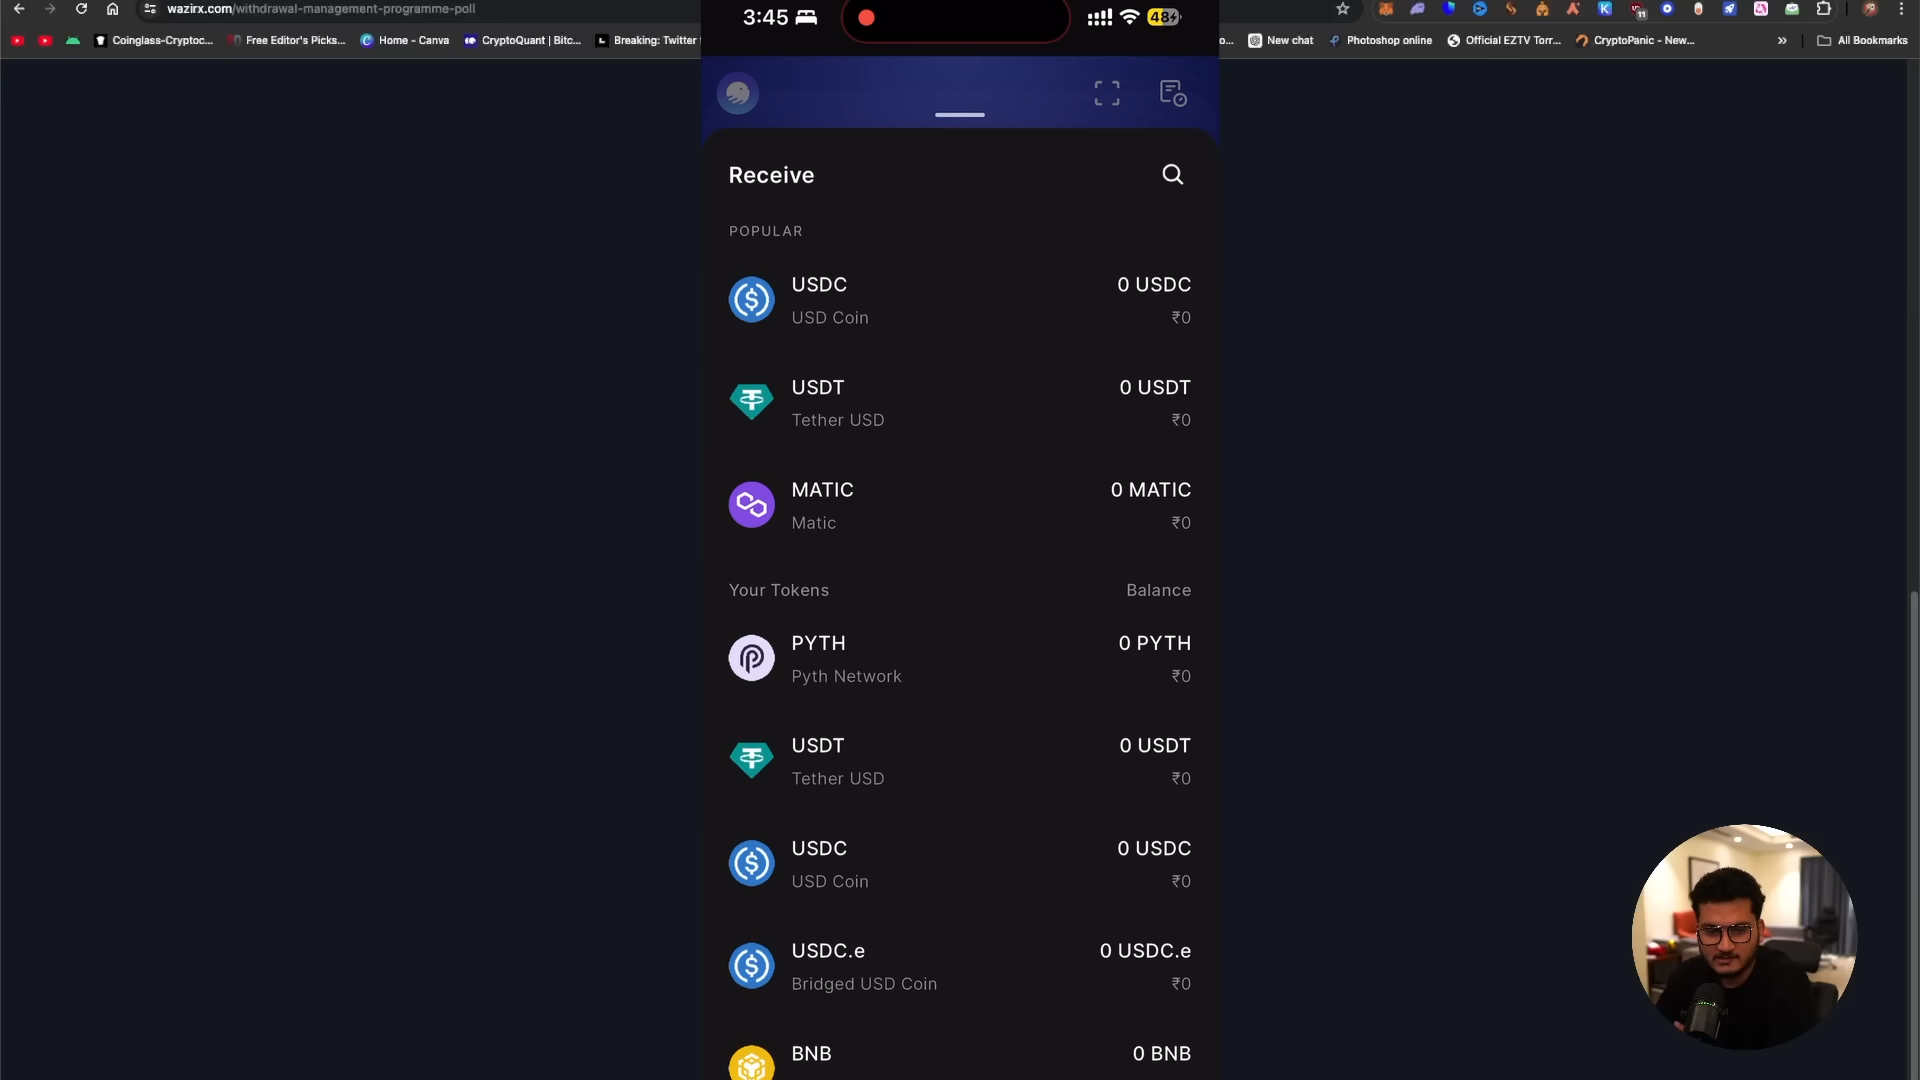 wazirx.com/withdrawal-management-programme-poll
3:45
48
Coinglass-Cryptoc...
Free Editor's Picks...
Home - Canva
CryptoQuant | Bitc...
Breaking: Twitter
o...
New chat
Photoshop online
Official EZTV Torr...
CryptoPanic - New...
»
All Bookmarks
11
Receive
POPULAR
USDC
0 USDC
USD Coin
₹0
USDT
0 USDT
Tether USD
₹0
MATIC
0 MATIC
Matic
₹0
Your Tokens
Balance
PYTH
0 PYTH
Pyth Network
₹0
USDT
0 USDT
Tether USD
₹0
USDC
0 USDC
USD Coin
₹0
USDC.e
0 USDC.e
Bridged USD Coin
₹0
BNB
0 BNB